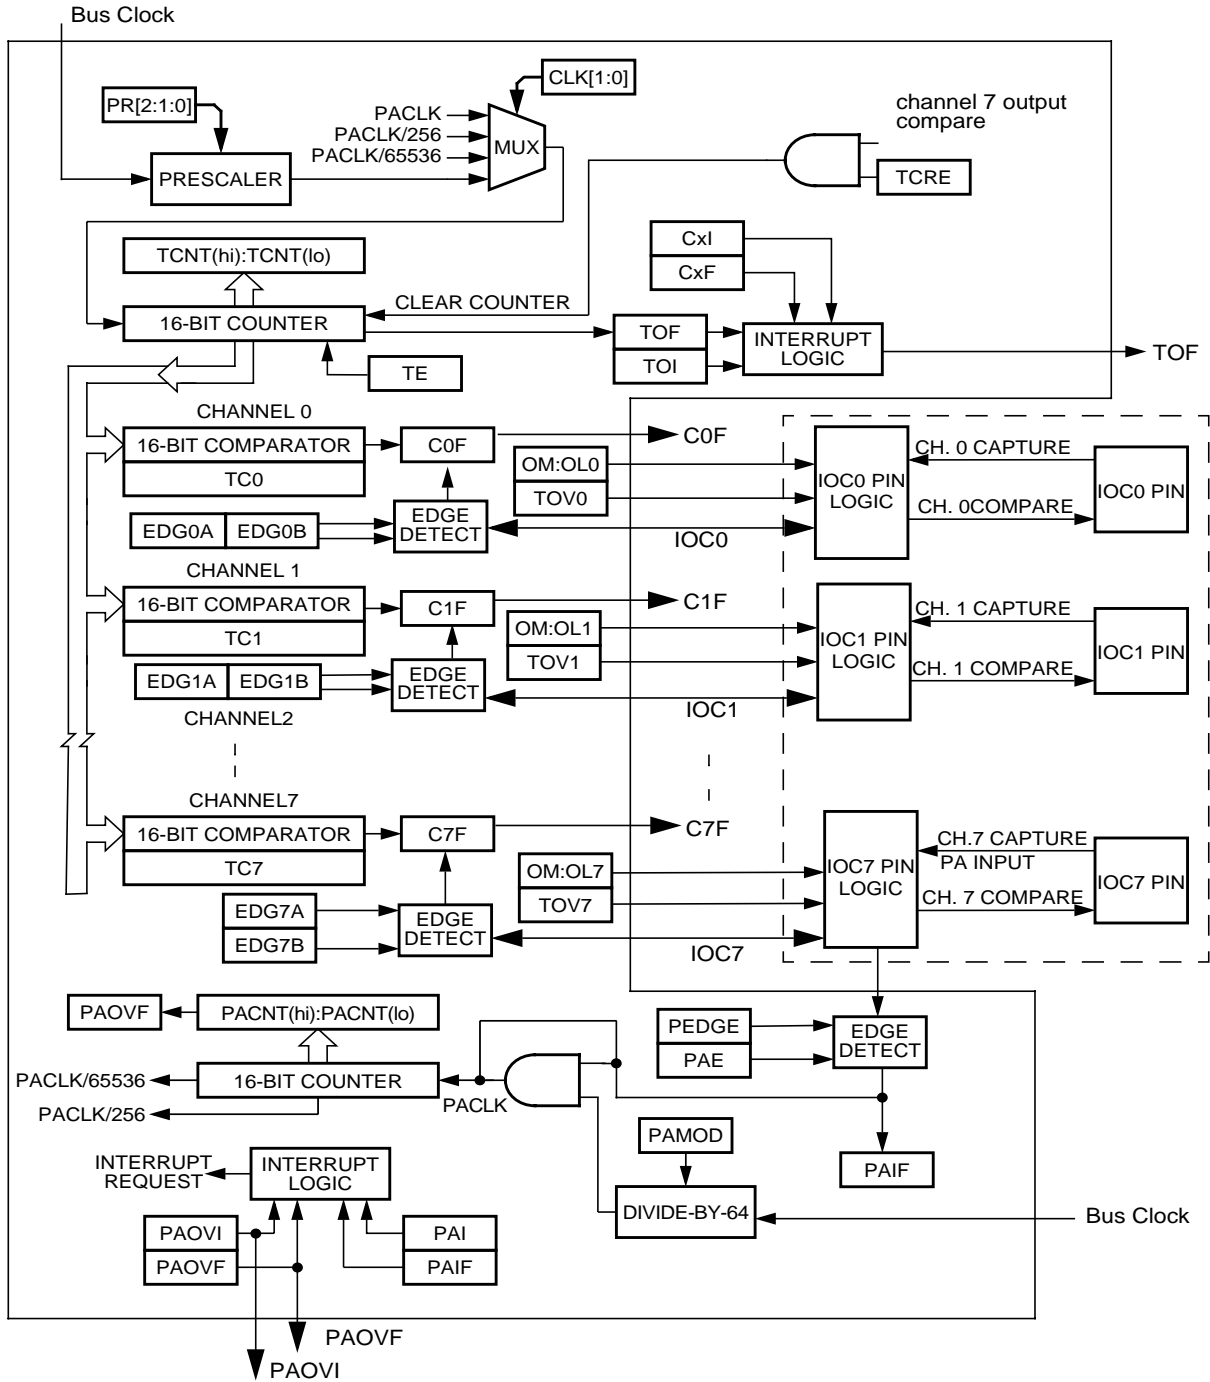 Bus Clock
PR[2:1:0]
CLK[1:0]
PACLK
PACLK/256
PACLK/65536
MUX
PRESCALER
channel 7 output
compare
TCRE
TCNT(hi):TCNT(lo)
CxI
CxF
CLEAR COUNTER
16-BIT COUNTER
TOF
TOI
INTERRUPT
LOGIC
TOF
TE
CHANNEL 0
16-BIT COMPARATOR
TC0
C0F
C0F
OM:OL0
TOV0
EDG0A
EDG0B
EDGE
DETECT
IOC0
IOC0 PIN
LOGIC
CH. 0 CAPTURE
CH. 0COMPARE
IOC0 PIN
CHANNEL 1
16-BIT COMPARATOR
TC1
C1F
C1F
OM:OL1
TOV1
EDG1A
EDG1B
EDGE
DETECT
IOC1
IOC1 PIN
LOGIC
CH. 1 CAPTURE
CH. 1 COMPARE
IOC1 PIN
CHANNEL2
CHANNEL7
16-BIT COMPARATOR
TC7
C7F
C7F
OM:OL7
TOV7
EDG7A
EDG7B
EDGE
DETECT
IOC7
IOC7 PIN
LOGIC
CH.7 CAPTURE
PA INPUT
CH. 7 COMPARE
IOC7 PIN
PAOVF
PACNT(hi):PACNT(lo)
PEDGE
PAE
EDGE
DETECT
PACLK/65536
16-BIT COUNTER
PACLK
PACLK/256
PAMOD
PAIF
INTERRUPT
REQUEST
INTERRUPT
LOGIC
DIVIDE-BY-64
Bus Clock
PAOVI
PAOVF
PAI
PAIF
PAOVF
PAOVI